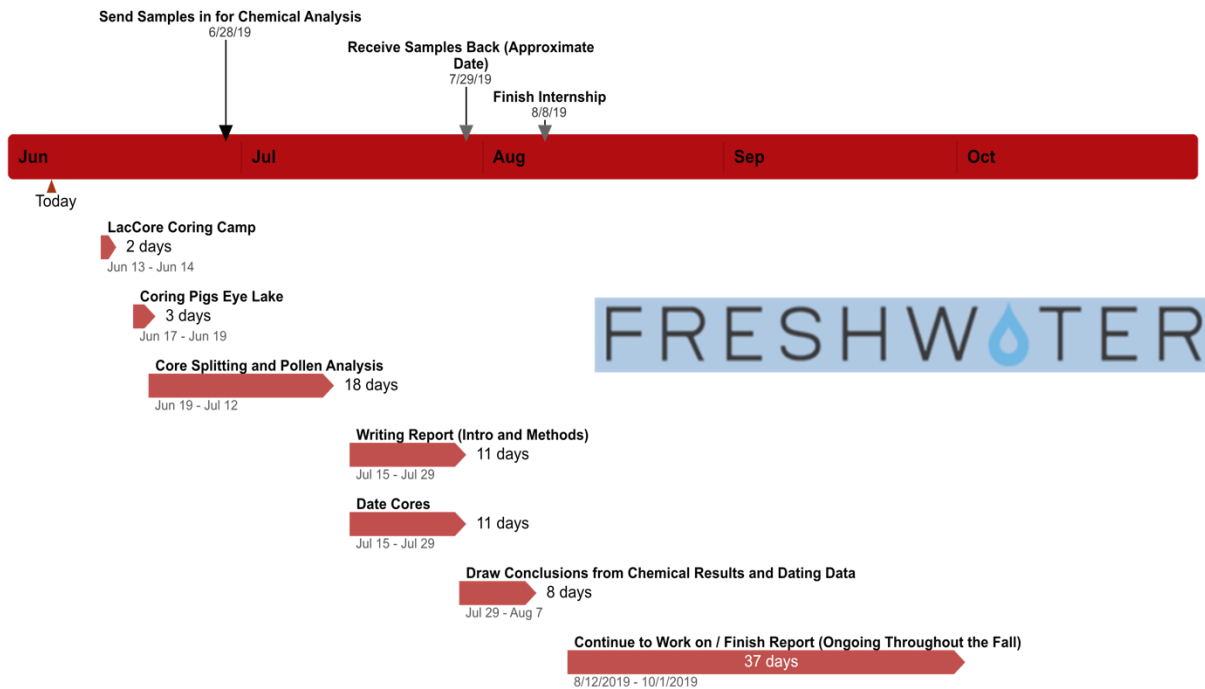 Send Samples in for Chemical Analysis
6/28/19
Receive Samples Back (Approximate
Date)
7/29/19
Finish Internship
8/8/19
Jun
Jul
Aug
Sep
Oct
Today
LacCore Coring Camp
2 days
Jun 13 - Jun 14
Coring Pigs Eye Lake
3 days
Jun 17 - Jun 19
FRESHWATER
Core Splitting and Pollen Analysis
18 days
Jun 19 - Jul 12
Writing Report (Intro and Methods)
11 days
Jul 15 - Jul 29
Date Cores
11 days
Jul 15 - Jul 29
Draw Conclusions from Chemical Results and Dating Data
8 days
Jul 29 - Aug 7
Continue to Work on / Finish Report (Ongoing Throughout the Fall)
37 days
8/12/2019 - 10/1/2019